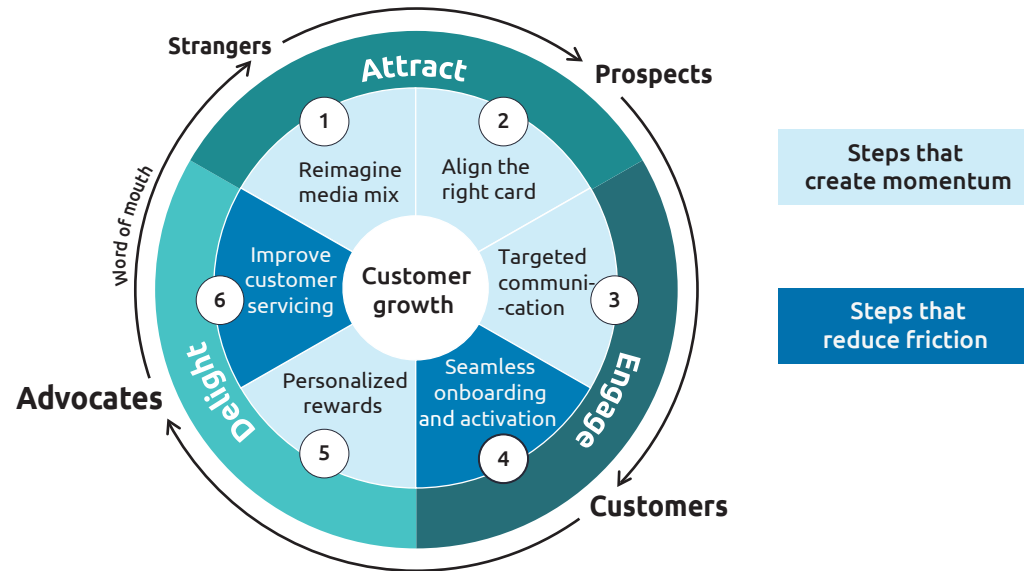 Strangers
Attract
Prospects
1
2
Reimagine
media mix
Align the
right card
Steps that
create momentum
Word of mouth
Improve
customer
servicing
6
Customer
growth
Targeted
communi-
-cation
3
Steps that
reduce friction
Delight
Personalized
rewards
5
Seamless
onboarding
and activation
4
Engage
Advocates
Customers